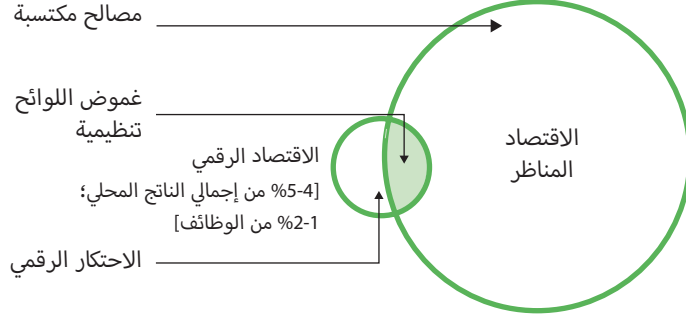 مصالح مكتسبة
غموض اللوائح
تنظيمية
الاقتصاد الرقمي
[4-5% من إجمالي الناتج المحلي؛
1-2% من الوظائف]
الاحتكار الرقمي
الاقتصاد
المناظر